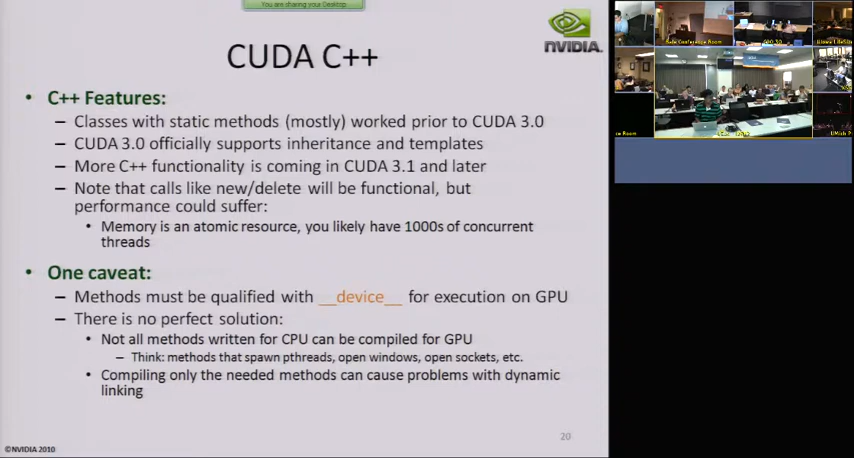 You are sharing your Desktop
NVIDIA.
CUDA C++
• C++ Features:
– Classes with static methods (mostly) worked prior to CUDA 3.0
– CUDA 3.0 officially supports inheritance and templates
– More C++ functionality is coming in CUDA 3.1 and later
– Note that calls like new/delete will be functional, but
performance could suffer:
• Memory is an atomic resource, you likely have 1000s of concurrent
threads
• One caveat:
– Methods must be qualified with __device__ for execution on GPU
– There is no perfect solution:
• Not all methods written for CPU can be compiled for GPU
– Think: methods that spawn pthreads, open windows, open sockets, etc.
• Compiling only the needed methods can cause problems with dynamic
linking
20
©NVIDIA 2010
Conference Room